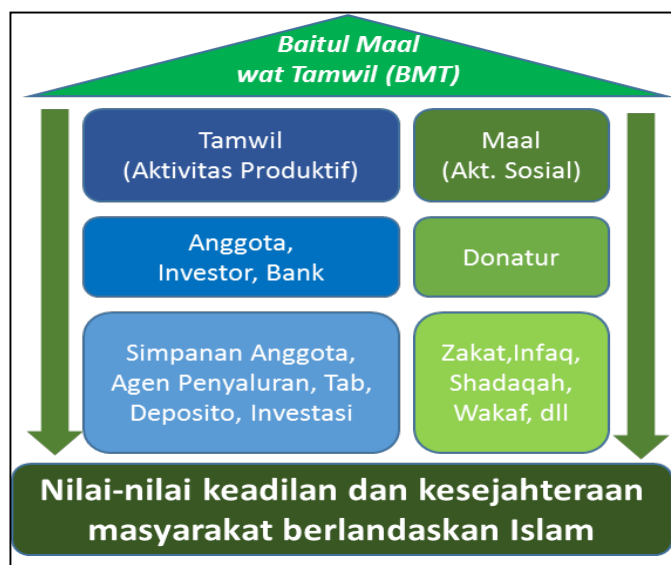 Baitul Maal
wat Tamwil (BMT)
Tamwil
(Aktivitas Produktif)
Maal
(Akt. Sosial)
Anggota,
Investor, Bank
Donatur
Simpanan Anggota,
Agen Penyaluran, Tab,
Deposito, Investasi
Zakat,Infaq,
Shadaqah,
Wakaf, dll
Nilai-nilai keadilan dan kesejahteraan
masyarakat berlandaskan Islam